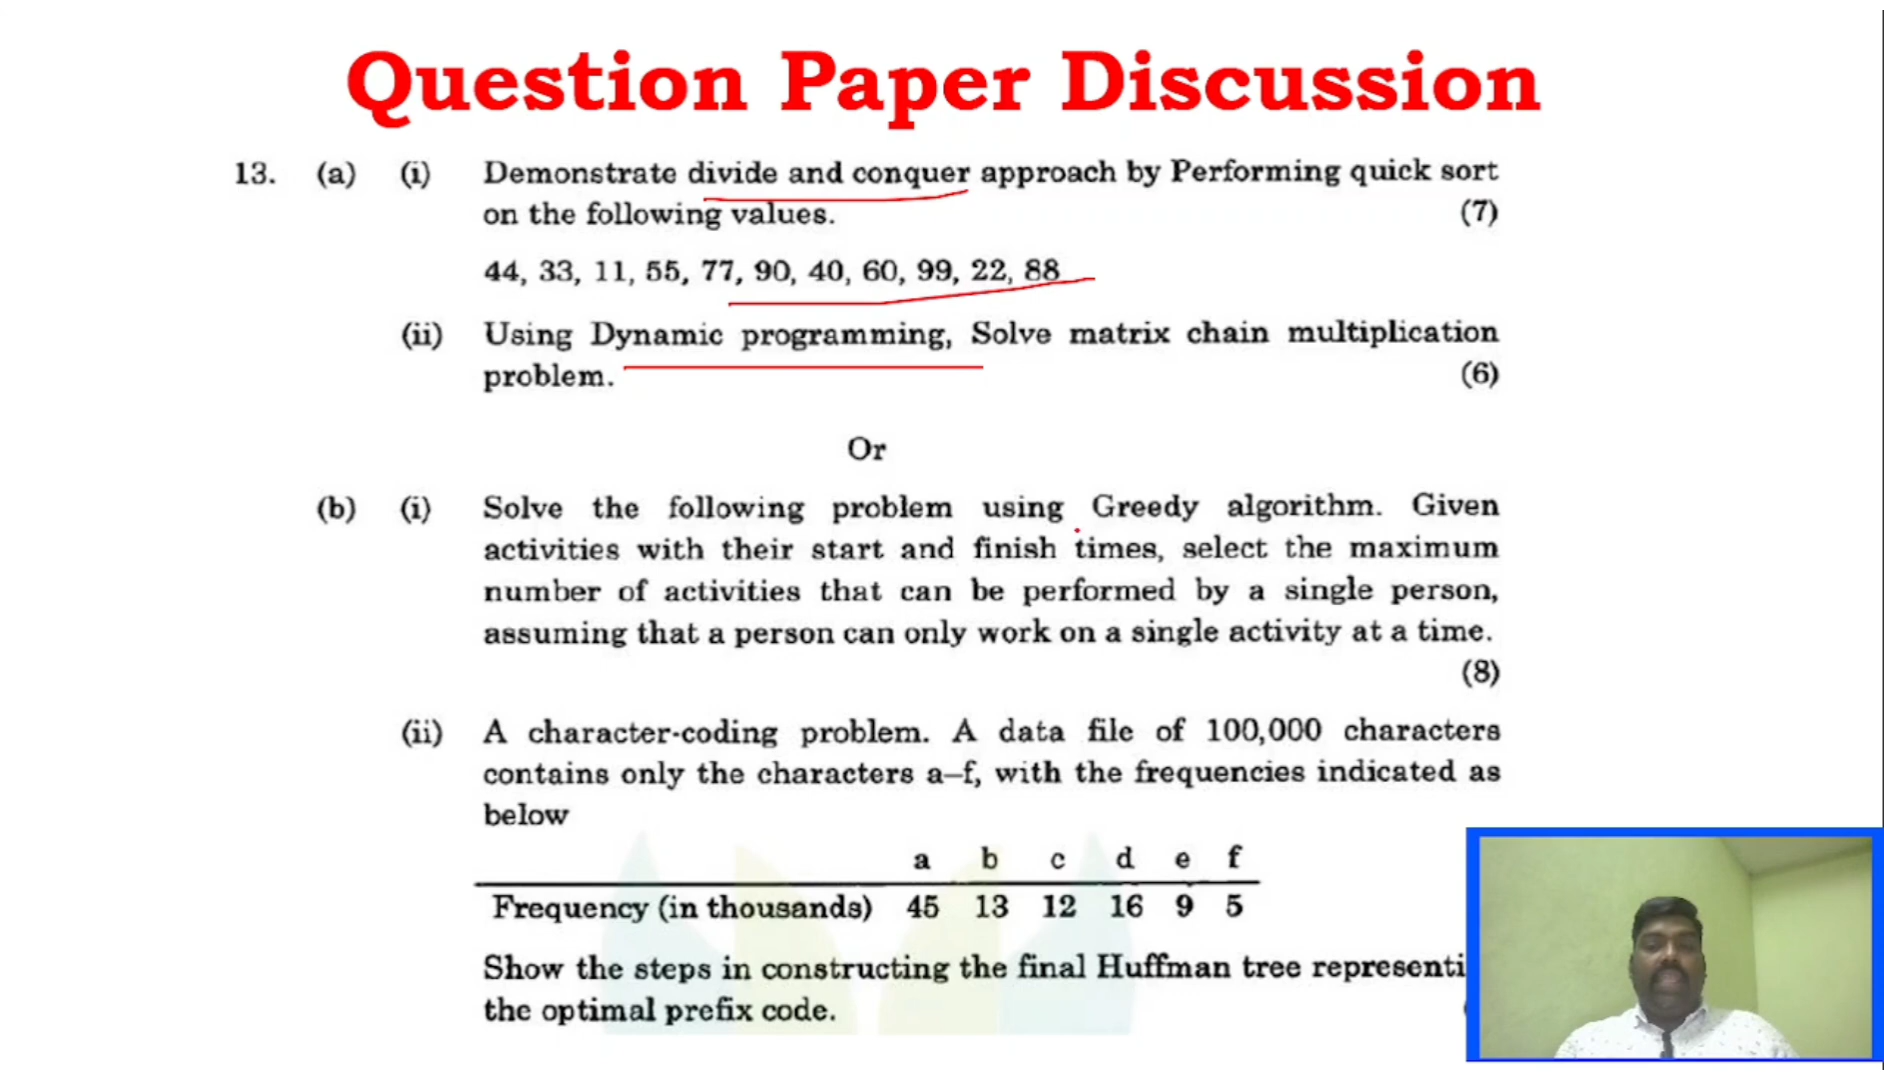 Question Paper Discussion
13. (a) (i) Demonstrate divide and conquer approach by Performing quick sort
on the following values. (7)
44, 33, 11, 55, 77, 90, 40, 60, 99, 22, 88
(ii) Using Dynamic programming, Solve matrix chain multiplication
problem. (6)
Or
(b) (i) Solve the following problem using Greedy algorithm. Given
activities with their start and finish times, select the maximum
number of activities that can be performed by a single person,
assuming that a person can only work on a single activity at a time.
(8)
(ii) A character-coding problem. A data file of 100,000 characters
contains only the characters a–f, with the frequencies indicated as
below
a b c d e f
Frequency (in thousands) 45 13 12 16 9 5
Show the steps in constructing the final Huffman tree representi
the optimal prefix code.